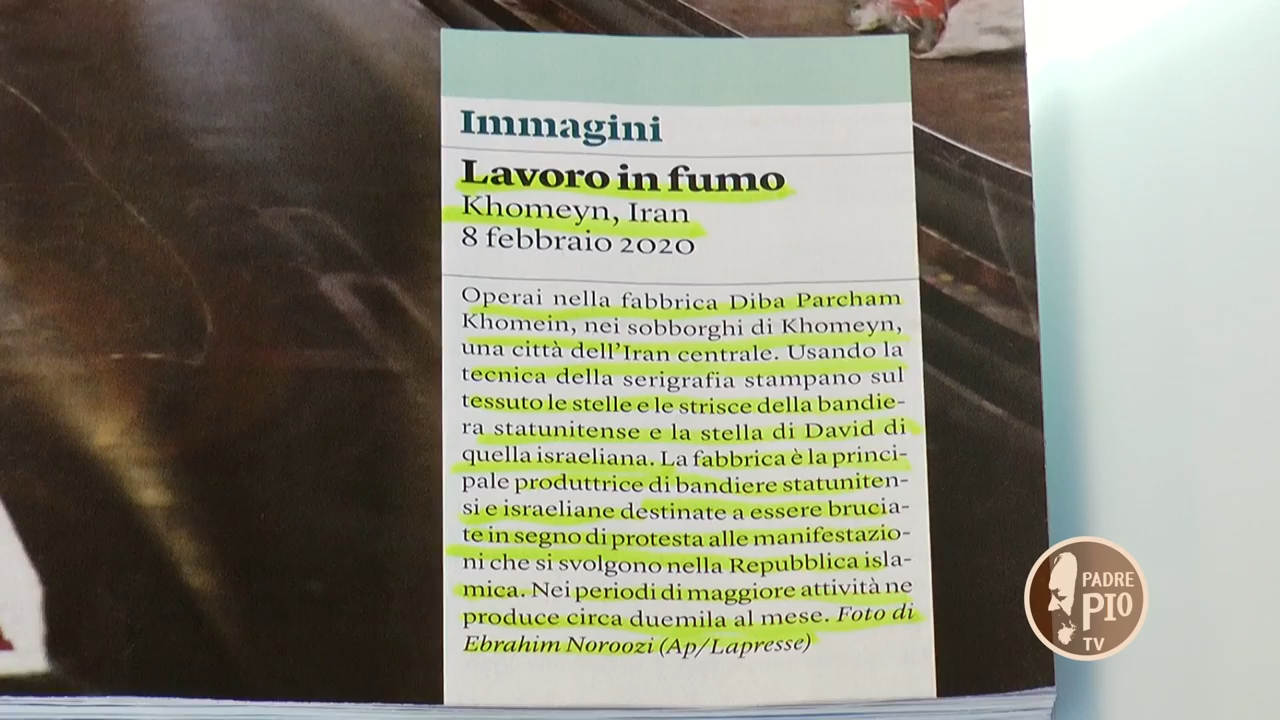 Immagini
Lavoro in fumo
Khomeyn, Iran
8 febbraio 2020
Operai nella fabbrica Diba Parcham
Khomein, nei sobborghi di Khomeyn,
una città dell'Iran centrale. Usando la
tecnica della serigrafia stampano sul
tessuto le stelle e le strisce della bandie-
ra statunitense e la stella di David di
quella israeliana. La fabbrica è la princi-
pale produttrice di bandiere statuniten-
si e israeliane destinate a essere brucia-
te in segno di protesta alle manifestazio-
ni che si svolgono nella Repubblica isla-
mica. Nei periodi di maggiore attività ne
produce circa duemila al mese. Foto di
Ebrahim Noroozi (Ap/Lapresse)
PADRE
PIO
TV